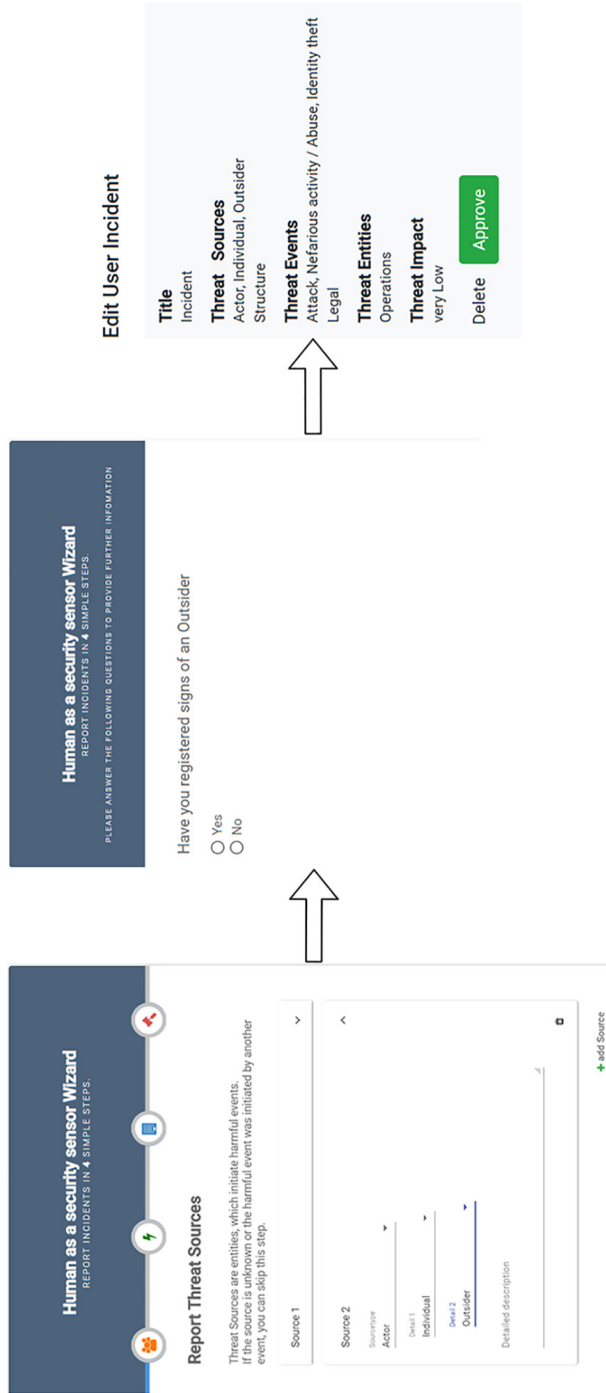 Human as a security sensor Wizard
REPORT INCIDENTS IN 4 SIMPLE STEPS.
Report Threat Sources
Threat Sources are entities, which initiate harmful events.
If the source is unknown or the harmful event was initiated by another
event, you can skip this step.
Source 1
Source 2
Sourcetype
Actor
Detail 1
Individual
Detail 2
Outsider
Detailed description
+ add Source
Human as a security sensor Wizard
REPORT INCIDENTS IN 4 SIMPLE STEPS.
PLEASE ANSWER THE FOLLOWING QUESTIONS TO PROVIDE FURTHER INFOMATION
Have you registered signs of an Outsider
Yes
No
Edit User Incident
Title
Incident
Threat Sources
Actor, Individual, Outsider
Structure
Threat Events
Attack, Nefarious activity / Abuse, Identity theft
Legal
Threat Entities
Operations
Threat Impact
very Low
Delete Approve